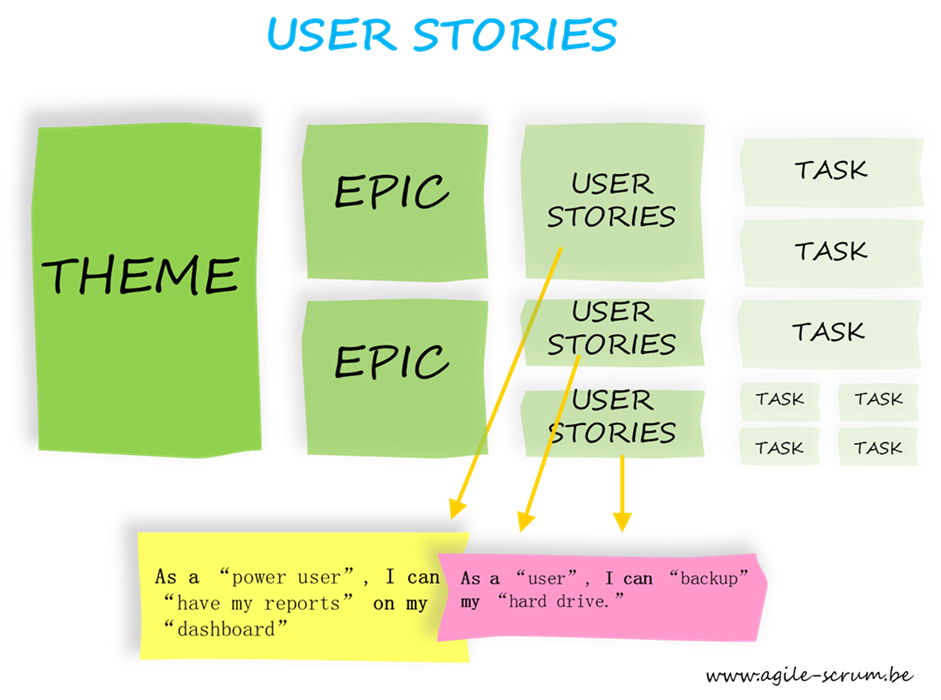 USER STORIES
THEME
EPIC
EPIC
USER
STORIES
USER
STORIES
USER
STORIES
TASK
TASK
TASK
TASK TASK
TASK TASK
As a “power user”, I can
“have my reports” on my
“dashboard”
As a “user”, I can “backup”
my “hard drive.”
www.agile-scrum.be